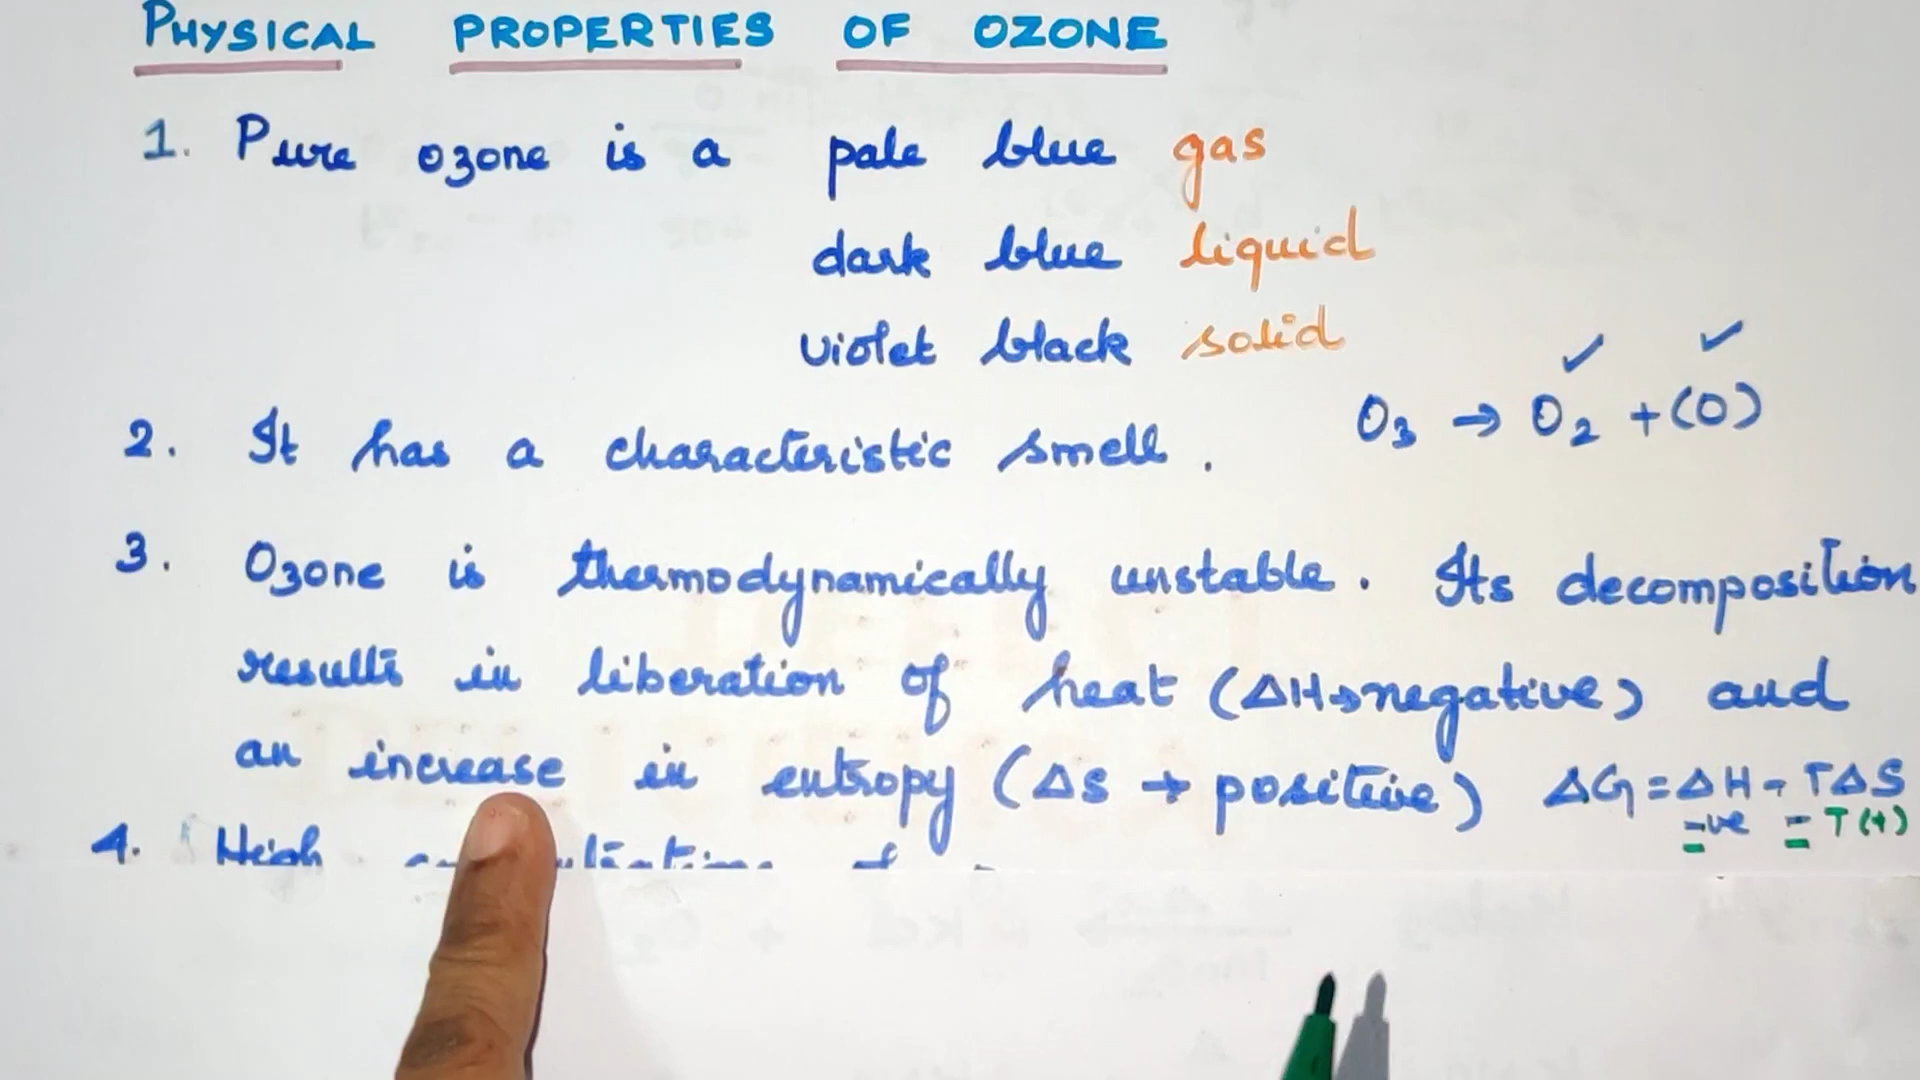 PHYSICAL PROPERTIES OF OZONE
1. Pure ozone is a pale blue gas
dark blue liquid
violet black solid
2. It has a characteristic smell.
O₃ → O₂ + (O)
3. Ozone is thermodynamically unstable. Its decomposition
results in liberation of heat (ΔH→negative) and
an increase in entropy (ΔS → positive) ΔG = ΔH - TΔS
-ve = T(+)
4. High